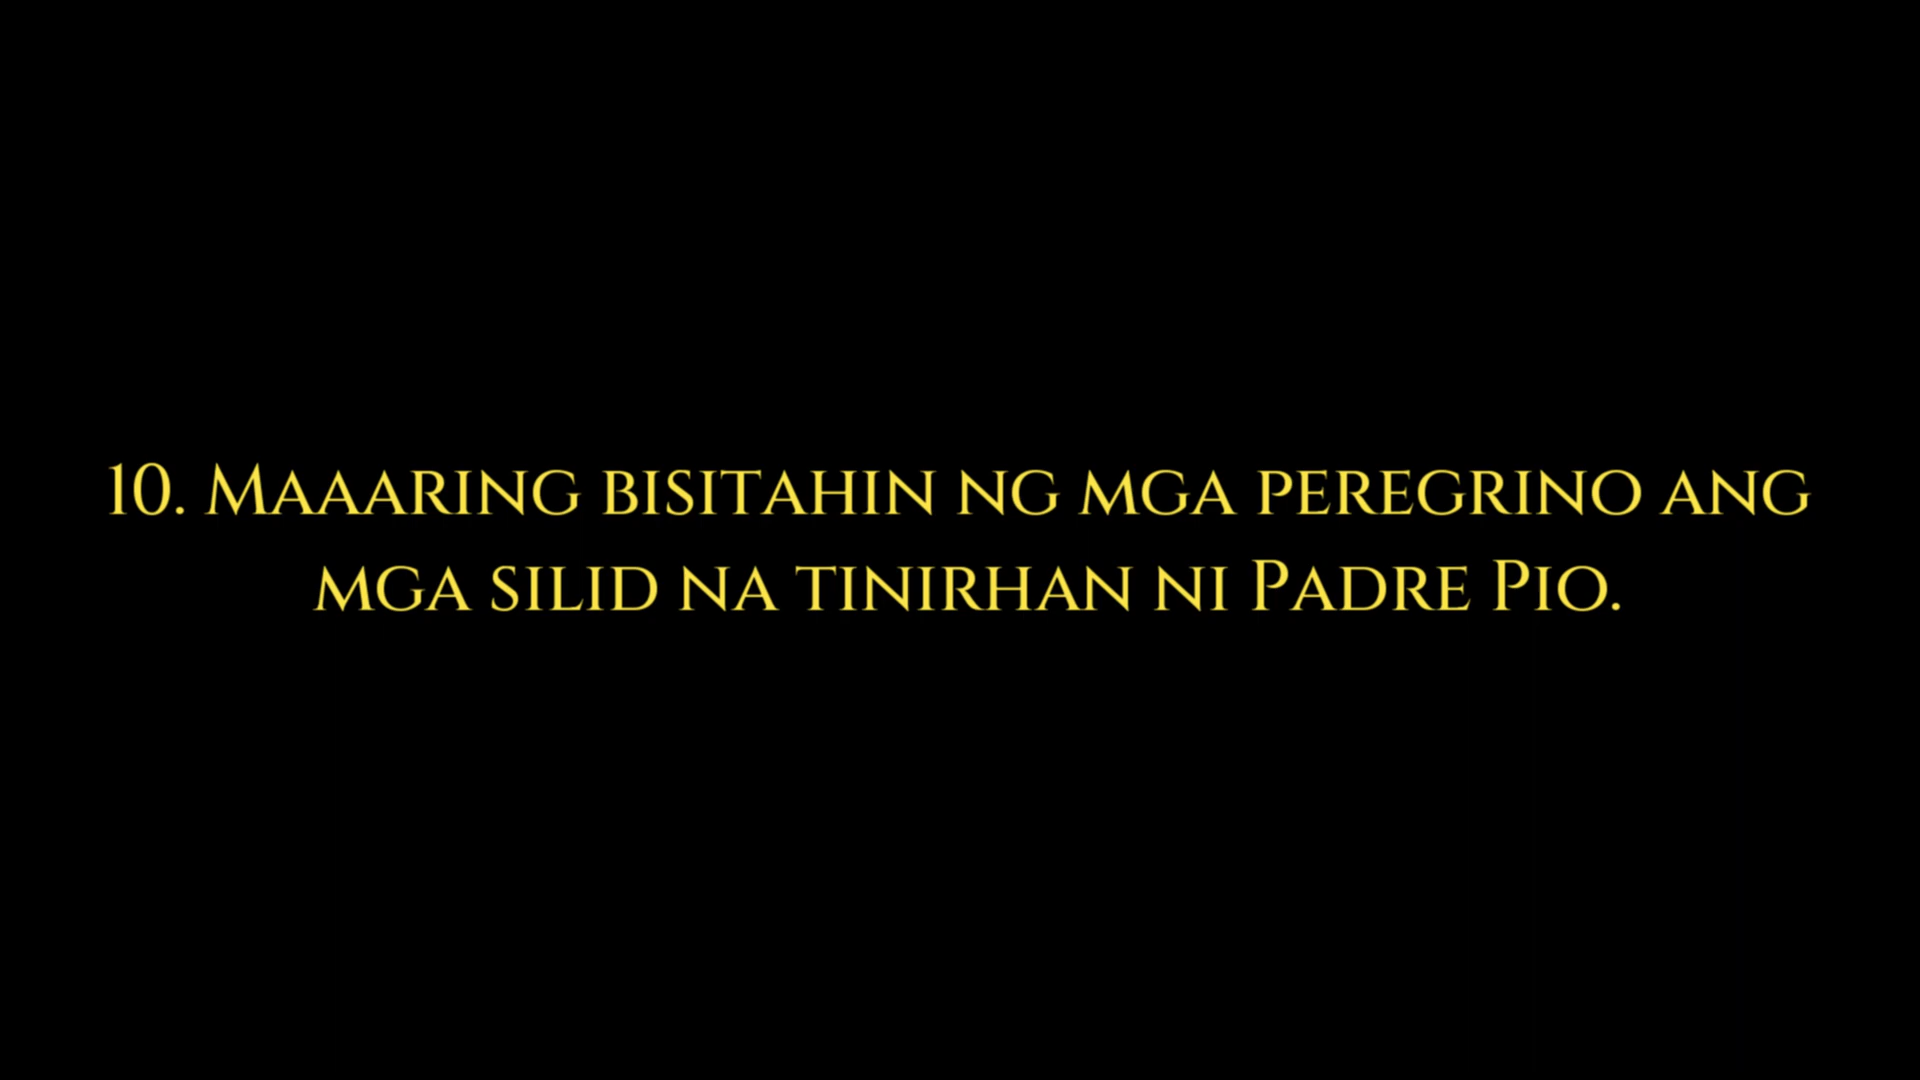 10. Maaaring bisitahin ng mga peregrino ang
mga silid na tinirhan ni Padre Pio.